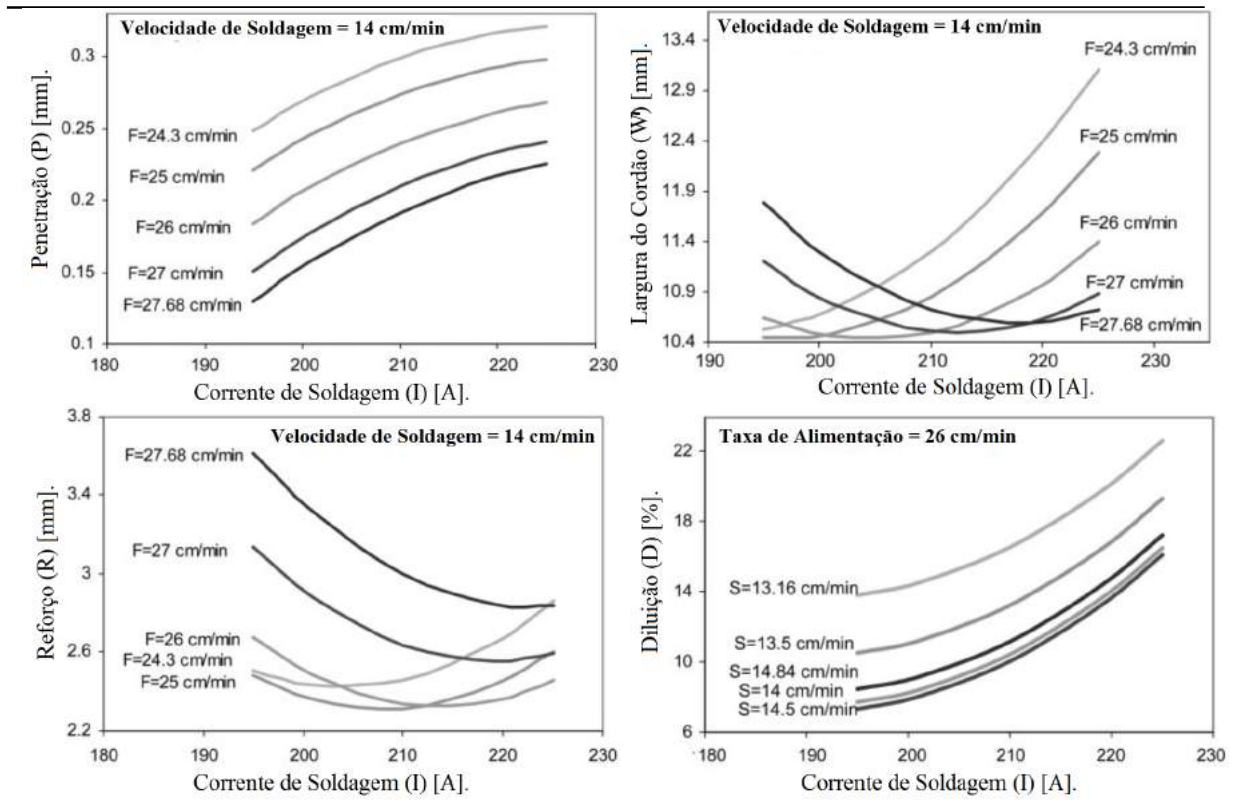 Velocidade de Soldagem = 14 cm/min
0.3
0.25
0.2
0.15
0.1
Penetração (P) [mm].
F=24.3 cm/min
F=25 cm/min
F=26 cm/min
F=27 cm/min
F=27.68 cm/min
180 190 200 210 220 230
Corrente de Soldagem (I) [A].
Velocidade de Soldagem = 14 cm/min
13.4
12.9
12.4
11.9
11.4
10.9
10.4
Largura do Cordão (W) [mm].
F=24.3 cm/min
F=25 cm/min
F=26 cm/min
F=27 cm/min
F=27.68 cm/min
190 200 210 220 230
Corrente de Soldagem (I) [A].
Velocidade de Soldagem = 14 cm/min
3.8
3.4
3
2.6
2.2
Reforço (R) [mm].
F=27.68 cm/min
F=27 cm/min
F=26 cm/min
F=24.3 cm/min
F=25 cm/min
180 190 200 210 220 230
Corrente de Soldagem (I) [A].
Taxa de Alimentação = 26 cm/min
22
18
14
10
6
Diluição (D) [%].
S=13.16 cm/min
S=13.5 cm/min
S=14.84 cm/min
S=14 cm/min
S=14.5 cm/min
180 190 200 210 220 230
Corrente de Soldagem (I) [A].